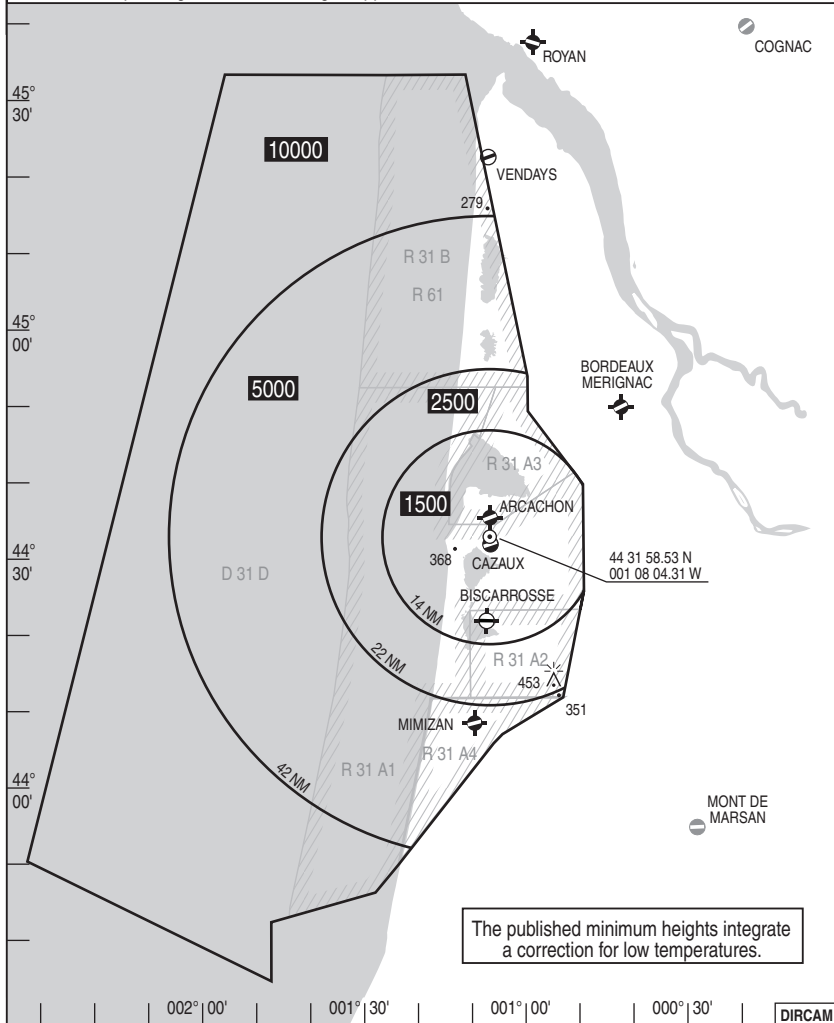 ROYAN
COGNAC
45°
30'
10000
VENDAYS
279
R 31 B
R 61
45°
00'
BORDEAUX
MERIGNAC
5000
2500
R 31 A3
1500
ARCACHON
44°
30'
368
CAZAUX
44 31 58.53 N
001 08 04.31 W
D 31 D
BISCARROSSE
14 NM
22 NM
R 31 A2
453
351
MIMIZAN
R 31 A4
42 NM
R 31 A1
44°
00'
MONT DE
MARSAN
The published minimum heights integrate
a correction for low temperatures.
002° 00'
001° 30'
001° 00'
000° 30'
DIRCAM